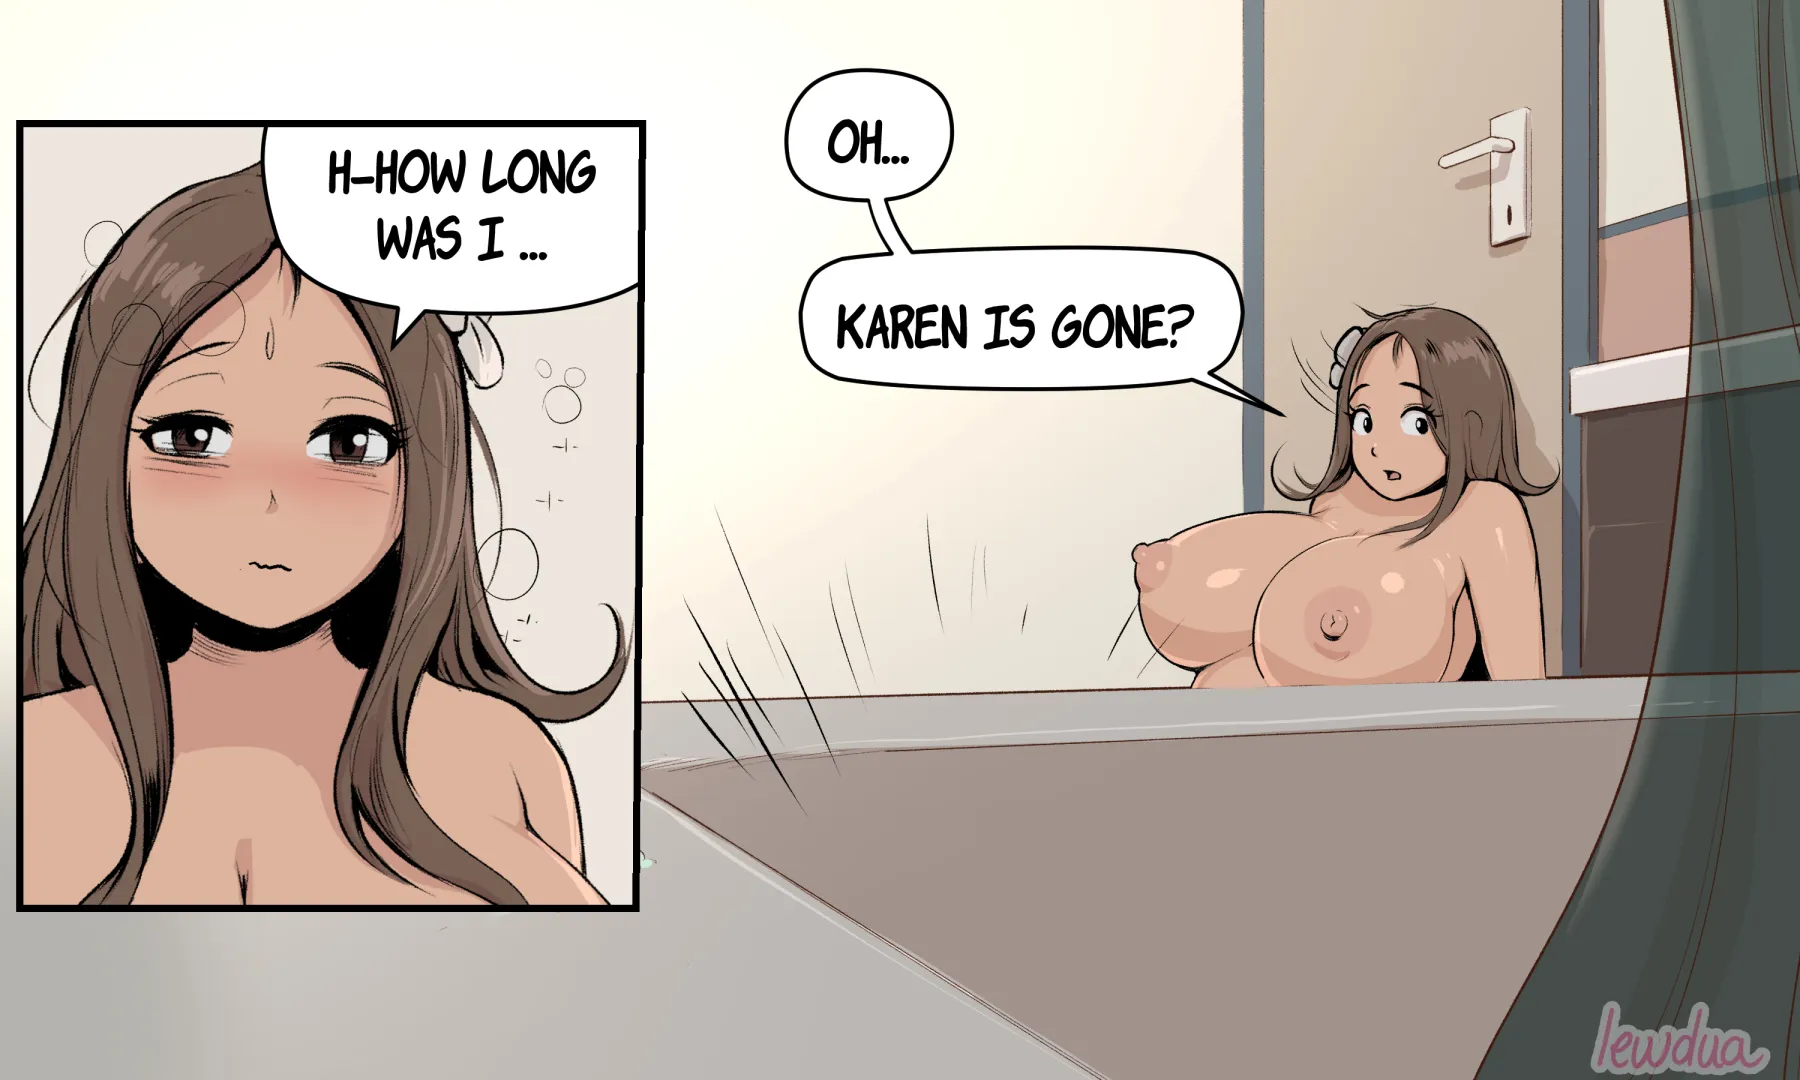 H-HOW LONG
WAS I ...
OH...
KAREN IS GONE?
lewdua